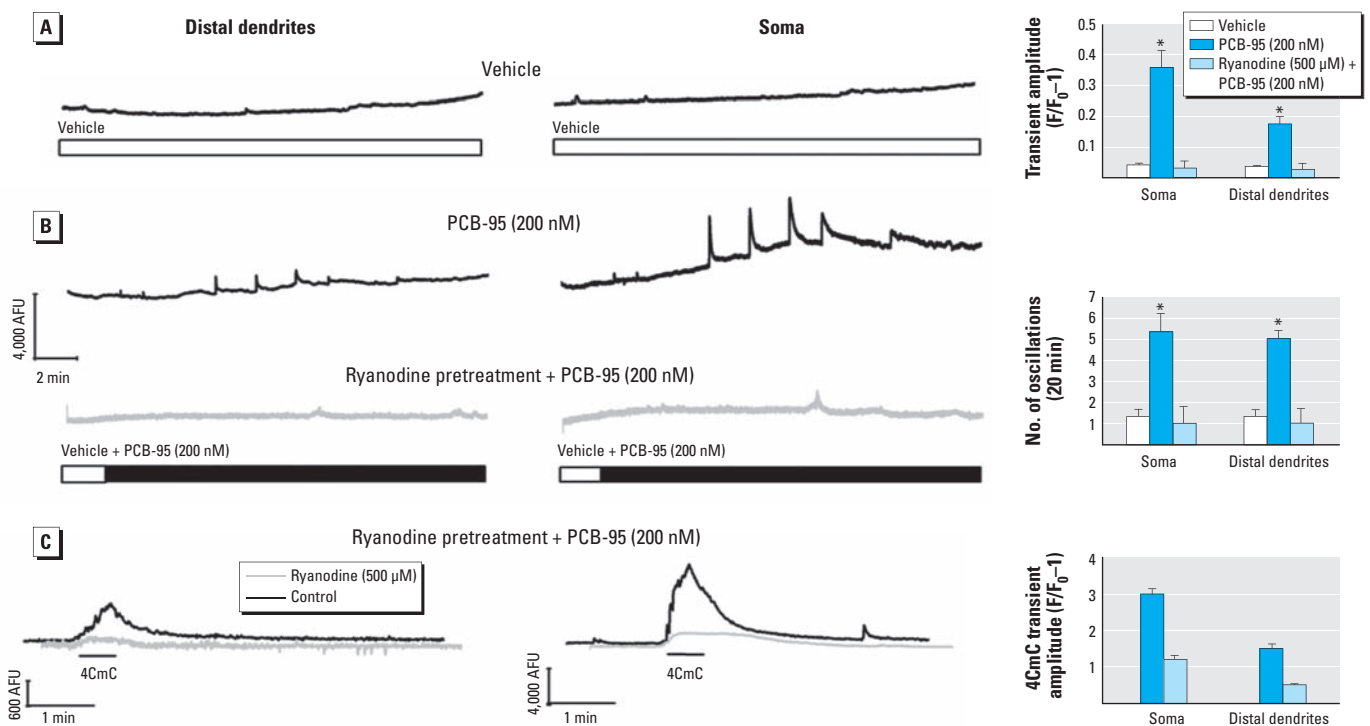 A
Distal dendrites
Soma
Vehicle
Vehicle
Vehicle
B
PCB-95 (200 nM)
4,000 AFU
2 min
Ryanodine pretreatment + PCB-95 (200 nM)
Vehicle + PCB-95 (200 nM)
Vehicle + PCB-95 (200 nM)
C
Ryanodine pretreatment + PCB-95 (200 nM)
Ryanodine (500 µM)
Control
4CmC
600 AFU
1 min
4CmC
4,000 AFU
1 min
Transient amplitude
(F/F₀–1)
0.5
0.4
0.3
0.2
0.1
Vehicle
PCB-95 (200 nM)
Ryanodine (500 µM) +
PCB-95 (200 nM)
*
*
Soma
Distal dendrites
No. of oscillations
(20 min)
7
6
5
4
3
2
1
*
*
Soma
Distal dendrites
4CmC transient
amplitude (F/F₀–1)
4
3
2
1
Soma
Distal dendrites